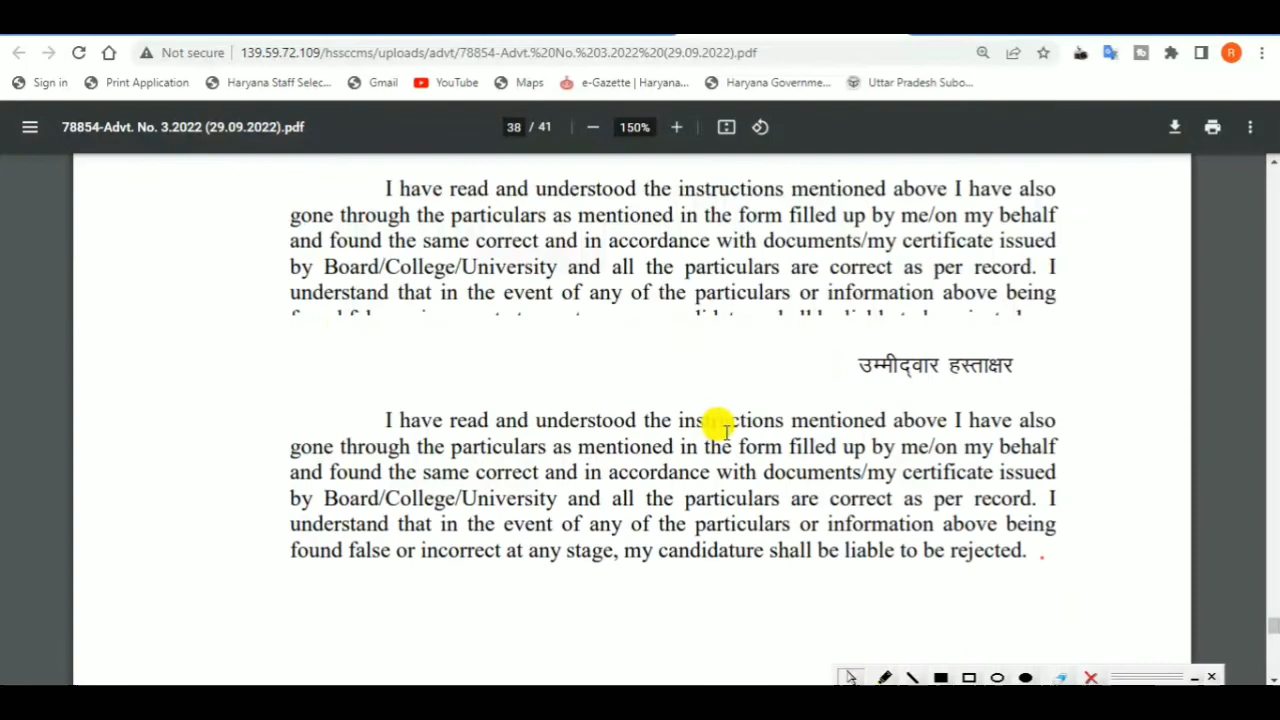 Not secure 139.59.72.109/hssccms/uploads/advt/78854-Advt.%20No.%203.2022%20(29.09.2022).pdf R
Sign in Print Application Haryana Staff Selec... Gmail YouTube Maps e-Gazette | Haryan... Haryana Governme... Uttar Pradesh Subo...
78854-Advt. No. 3.2022 (29.09.2022).pdf 38 / 41 150%
I have read and understood the instructions mentioned above I have also
gone through the particulars as mentioned in the form filled up by me/on my behalf
and found the same correct and in accordance with documents/my certificate issued
by Board/College/University and all the particulars are correct as per record. I
understand that in the event of any of the particulars or information above being
उम्मीद्वार हस्ताक्षर
I have read and understood the instructions mentioned above I have also
gone through the particulars as mentioned in the form filled up by me/on my behalf
and found the same correct and in accordance with documents/my certificate issued
by Board/College/University and all the particulars are correct as per record. I
understand that in the event of any of the particulars or information above being
found false or incorrect at any stage, my candidature shall be liable to be rejected.